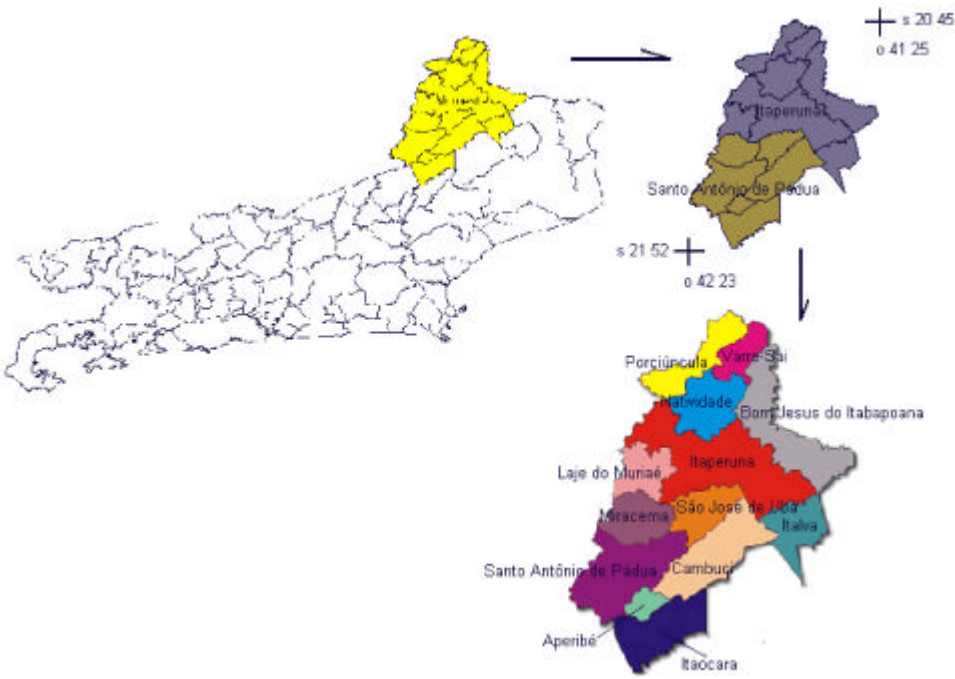 s 20 45
o 41 25
Itaperuna
Santo Antônio de Pádua
s 21 52
o 42 23
Porciúncula
Varre-Sai
Natividade
Bom Jesus do Itabapoana
Itaperuna
Laje do Muriaé
São José de Ubá
Miracema
Italva
Santo Antônio de Pádua
Cambuci
Aperibé
Itaocara